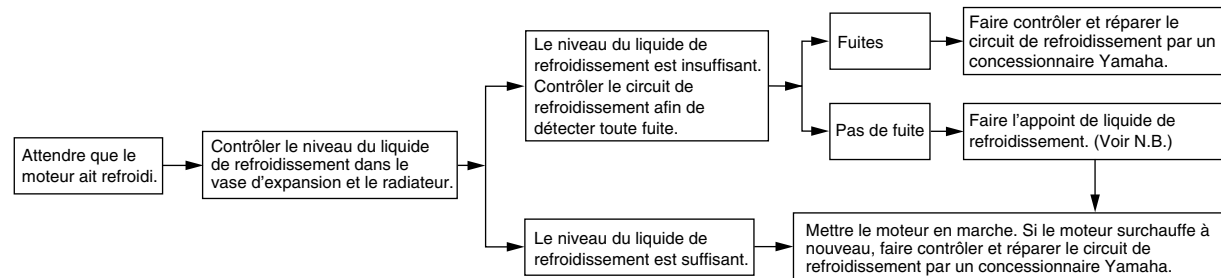 Attendre que le
moteur ait refroidi.
Contrôler le niveau du liquide
de refroidissement dans le
vase d’expansion et le radiateur.
Le niveau du liquide de
refroidissement est insuffisant.
Contrôler le circuit de
refroidissement afin de
détecter toute fuite.
Fuites
Faire contrôler et réparer le
circuit de refroidissement par un
concessionnaire Yamaha.
Pas de fuite
Faire l’appoint de liquide de
refroidissement. (Voir N.B.)
Le niveau du liquide de
refroidissement est suffisant.
Mettre le moteur en marche. Si le moteur surchauffe à
nouveau, faire contrôler et réparer le circuit de
refroidissement par un concessionnaire Yamaha.